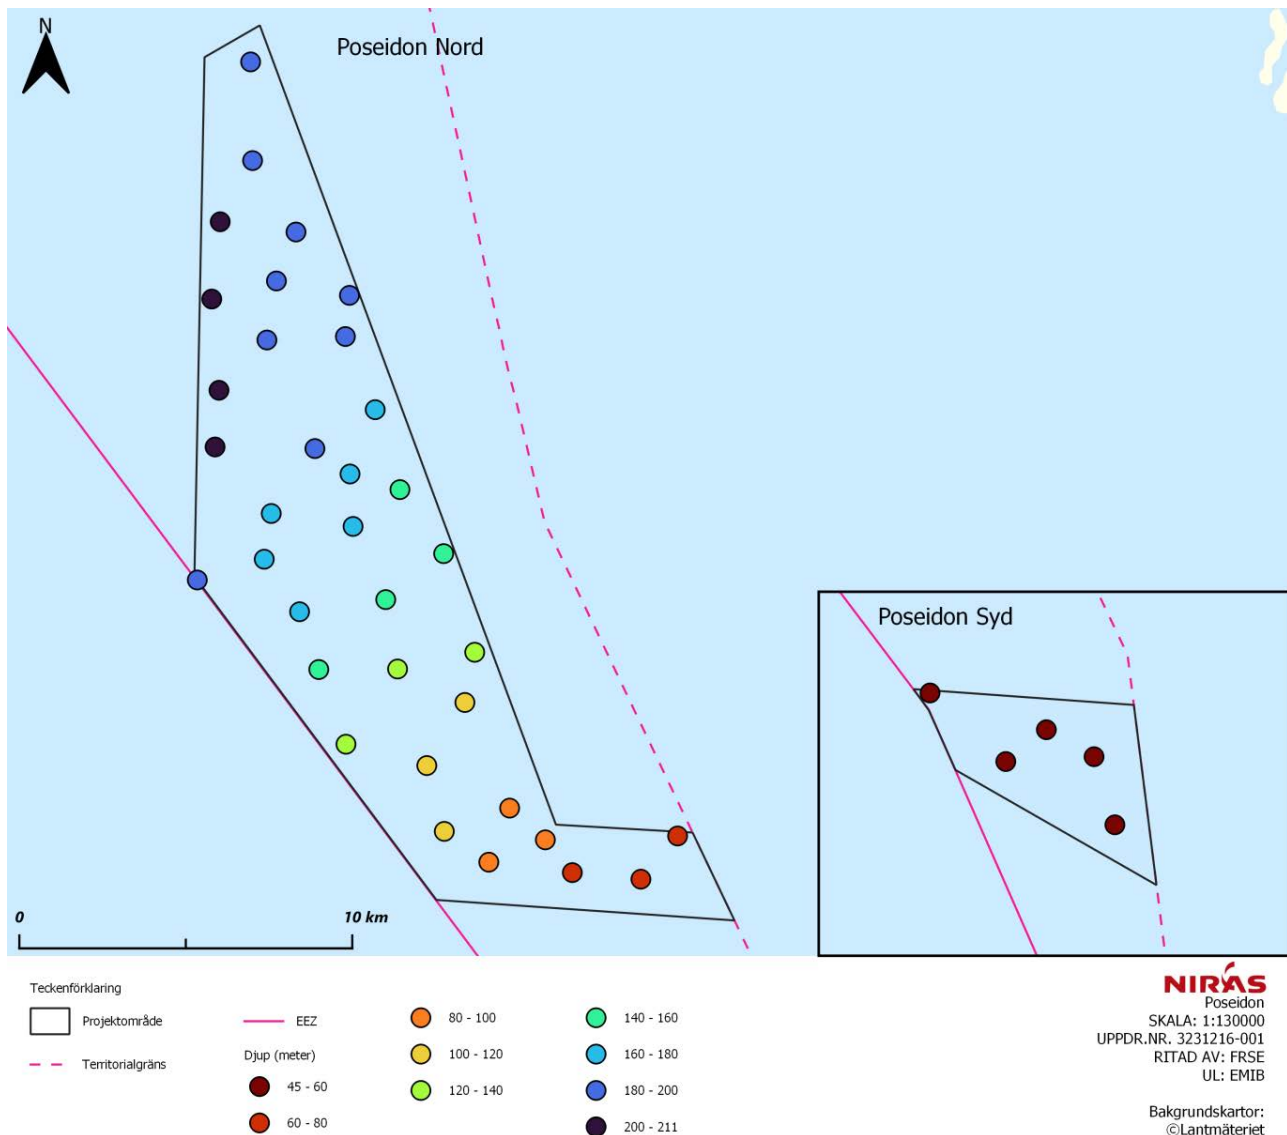 N
Poseidon Nord
Poseidon Syd
0
10 km
Teckenförklaring
Projektområde
Territorialgräns
EEZ
Djup (meter)
45 - 60
60 - 80
80 - 100
100 - 120
120 - 140
140 - 160
160 - 180
180 - 200
200 - 211
NIRAS
Poseidon
SKALA: 1:130000
UPPDR.NR. 3231216-001
RITAD AV: FRSE
UL: EMIB
Bakgrundskartor:
©Lantmäteriet